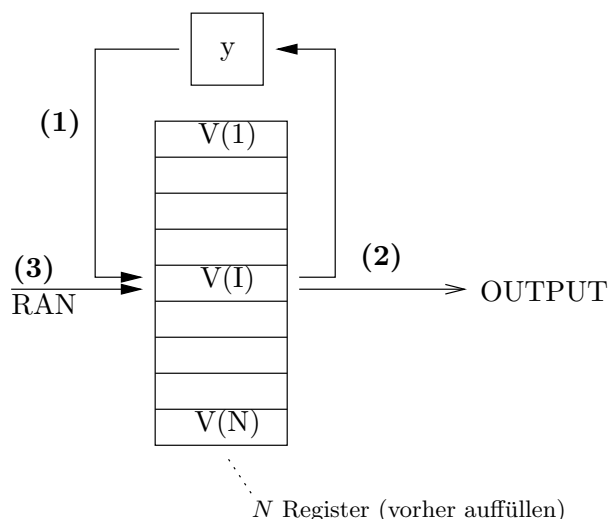 y
(1)
V(1)
(2)
(3)
V(I)
RAN
OUTPUT
V(N)
N Register (vorher auffüllen)